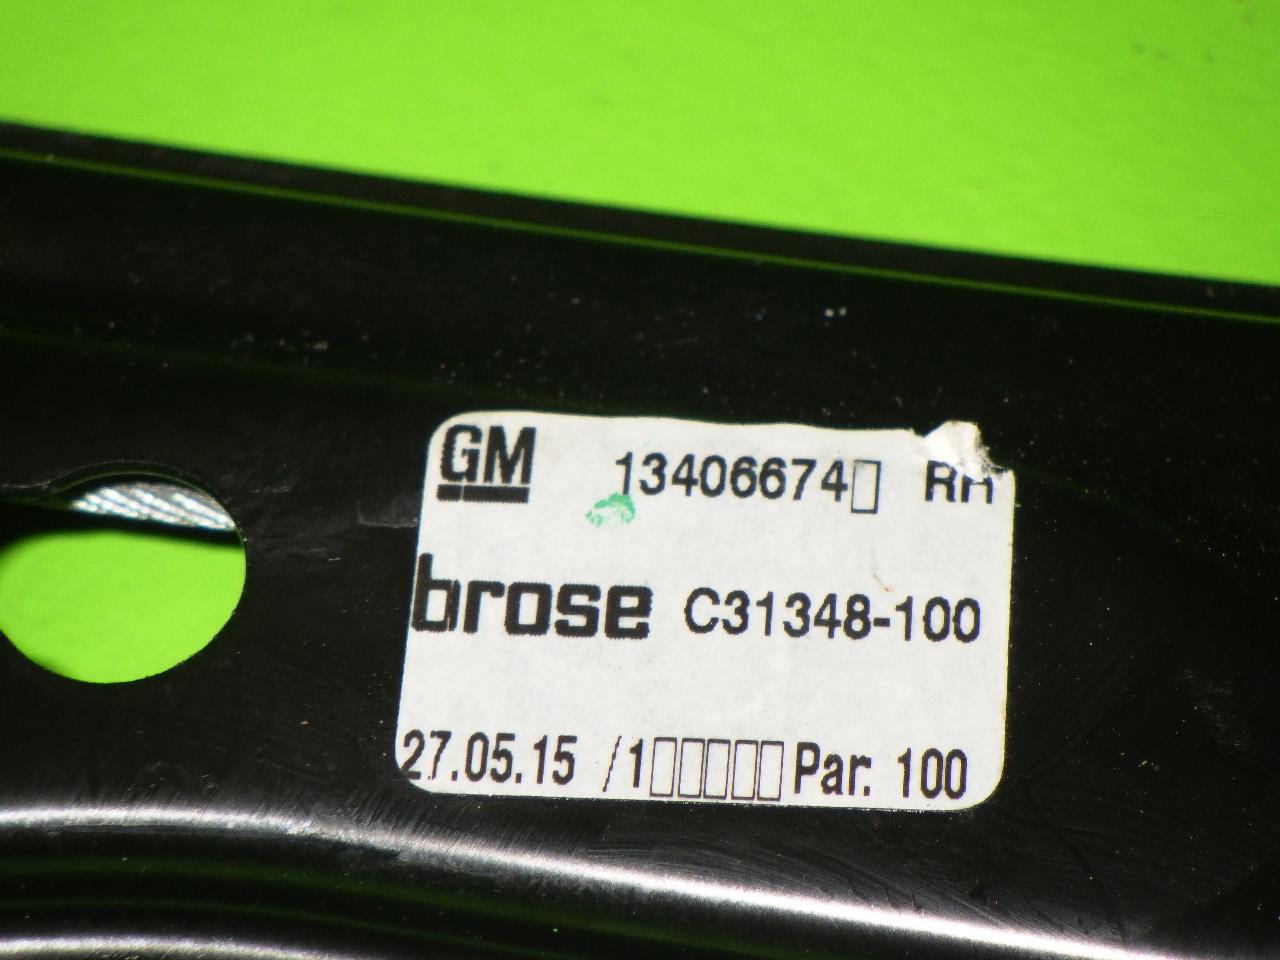 GM 13406674▯ RH
brose C31348-100
27.05.15 /1▯▯▯▯▯Par. 100